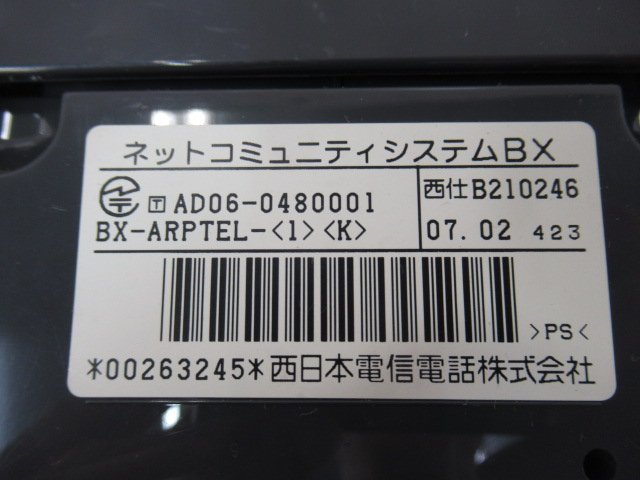 ネットコミュニティシステムBX
T AD06-0480001
西仕B210246
BX-ARPTEL-<1><K>
07.02 423
>PS<
*00263245*西日本電信電話株式会社